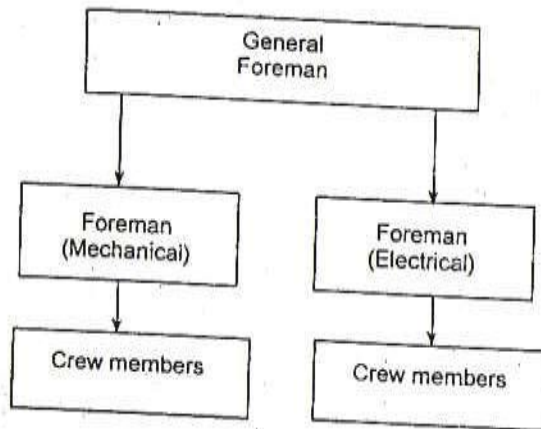 General
Foreman
Foreman
(Mechanical)
Foreman
(Electrical)
Crew members
Crew members